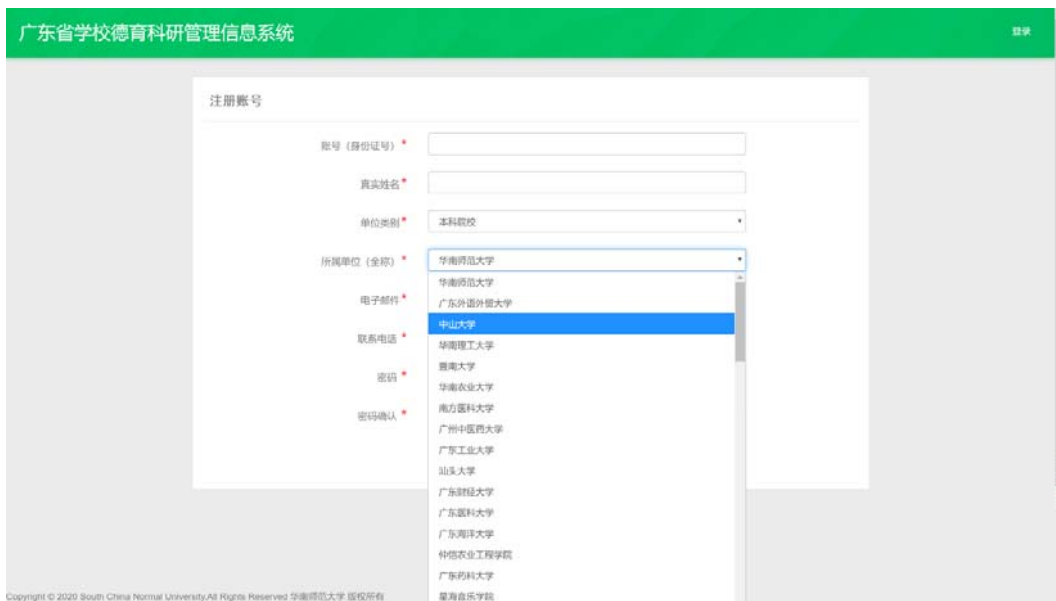 广东省学校德育科研管理信息系统
登录
注册账号
账号（身份证号）*
真实姓名*
单位类别*
本科院校
所属单位（全称）*
华南师范大学
华南师范大学
电子邮件*
广东外语外贸大学
中山大学
联系电话 *
华南理工大学
暨南大学
密码 *
华南农业大学
南方医科大学
密码确认 *
广州中医药大学
广东工业大学
汕头大学
广东财经大学
广东医科大学
广东海洋大学
仲恺农业工程学院
广东药科大学
星海音乐学院
Copyright © 2020 South China Normal University.All Rights Reserved 华南师范大学 版权所有